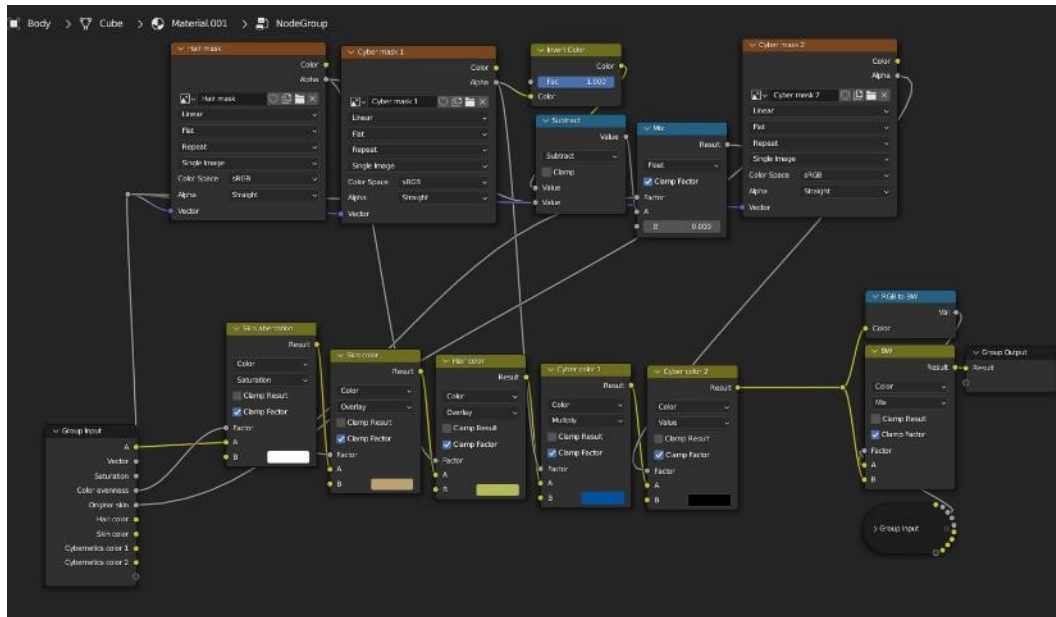 Body > Cube > Material.001 > NodeGroup
Hair mask
Color
Alpha
Hair mask
Linear
Flat
Repeat
Single Image
Color Space sRGB
Alpha Straight
Vector
Cyber mask 1
Color
Alpha
Cyber mask 1
Linear
Flat
Repeat
Single Image
Color Space sRGB
Alpha Straight
Vector
Invert Color
Color
Fac 1.000
Color
Subtract
Value
Subtract
Clamp
Value
Value
Mix
Result
Float
Clamp Factor
Factor
A
B 0.000
Cyber mask 2
Color
Alpha
Cyber mask 2
Linear
Flat
Repeat
Single Image
Color Space sRGB
Alpha Straight
Vector
Skin aberration
Result
Color
Saturation
Clamp Result
Clamp Factor
Factor
A
B
Skin color
Result
Color
Overlay
Clamp Result
Clamp Factor
Factor
A
B
Hair color
Result
Color
Overlay
Clamp Result
Clamp Factor
Factor
A
B
Cyber color 1
Result
Color
Multiply
Clamp Result
Clamp Factor
Factor
A
B
Cyber color 2
Result
Color
Value
Clamp Result
Clamp Factor
Factor
A
B
RGB to BW
Val
Color
BW
Result
Color
Mix
Clamp Result
Clamp Factor
Factor
A
B
Group Output
Result
Group Input
A
Vector
Saturation
Color evenness
Original skin
Hair color
Skin color
Cybernetics color 1
Cybernetics color 2
Group Input